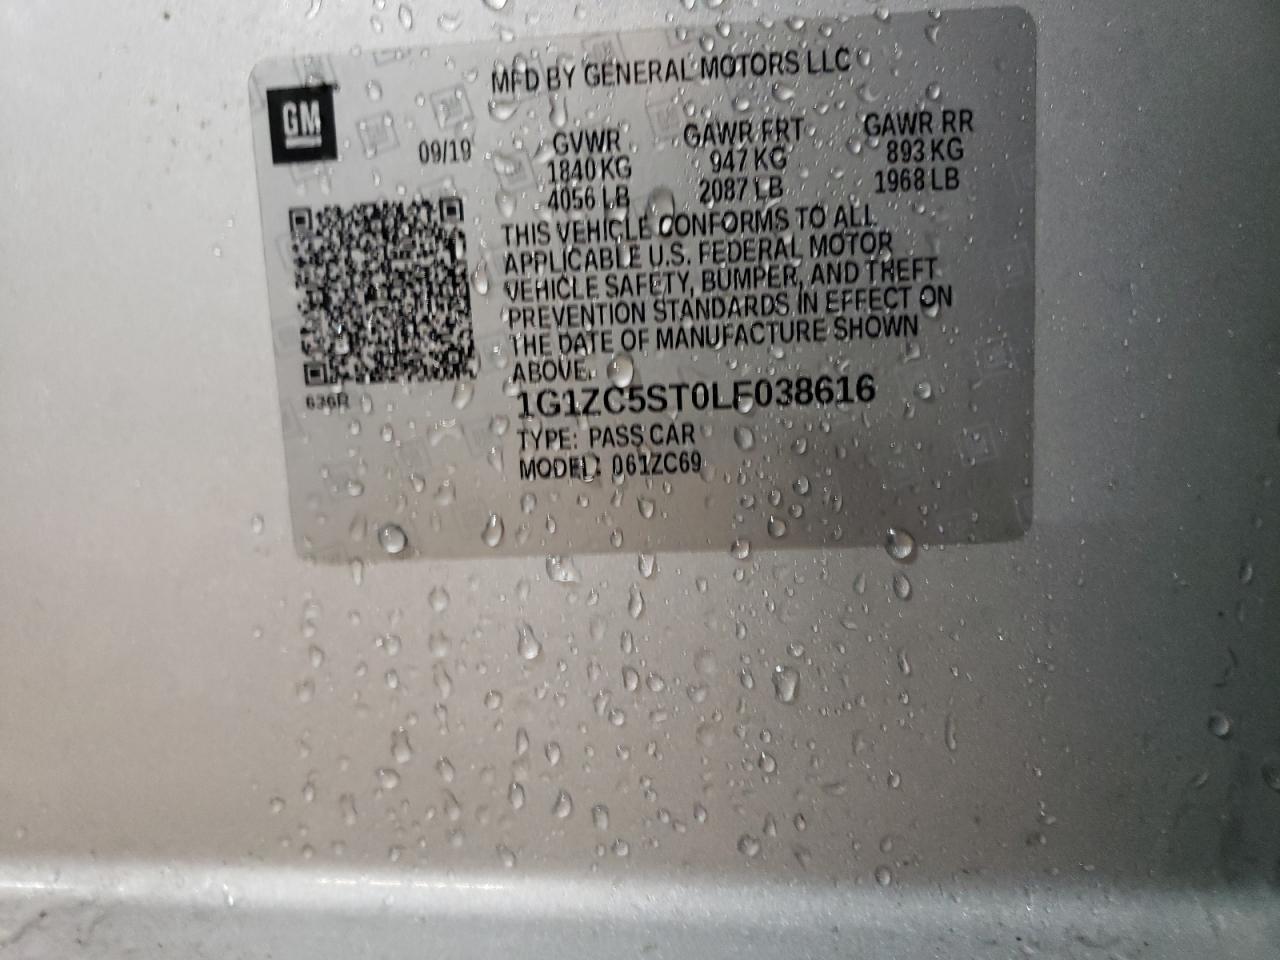 MFD BY GENERAL MOTORS LLC
GM
09/19
GVWR GAWR FRT GAWR RR
1840 KG 947 KG 893 KG
4056 LB 2087 LB 1968 LB
THIS VEHICLE CONFORMS TO ALL
APPLICABLE U.S. FEDERAL MOTOR
VEHICLE SAFETY, BUMPER, AND THEFT
PREVENTION STANDARDS IN EFFECT ON
THE DATE OF MANUFACTURE SHOWN
ABOVE.
636R
1G1ZC5ST0LF038616
TYPE: PASS CAR
MODEL: 061ZC69